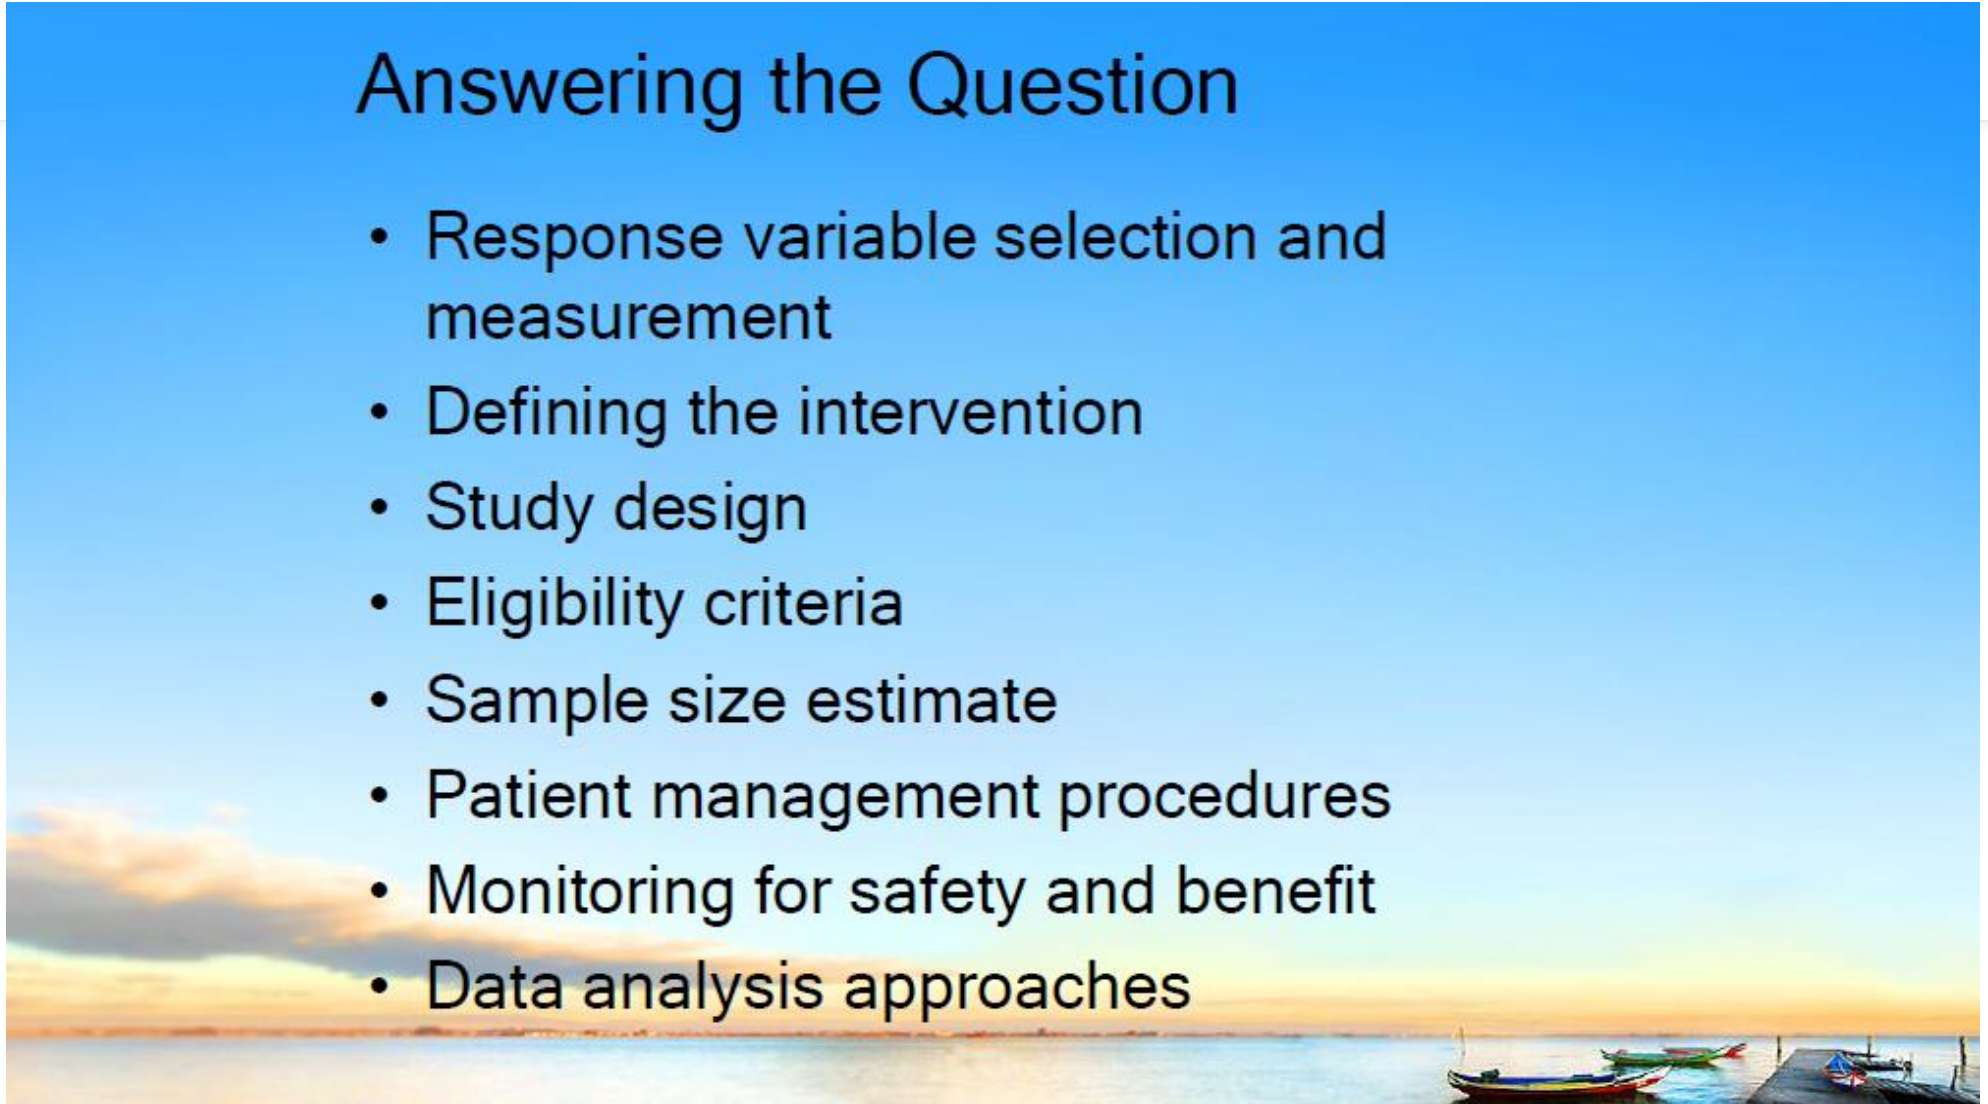 Answering the Question
• Response variable selection and
measurement
• Defining the intervention
• Study design
• Eligibility criteria
• Sample size estimate
• Patient management procedures
• Monitoring for safety and benefit
• Data analysis approaches